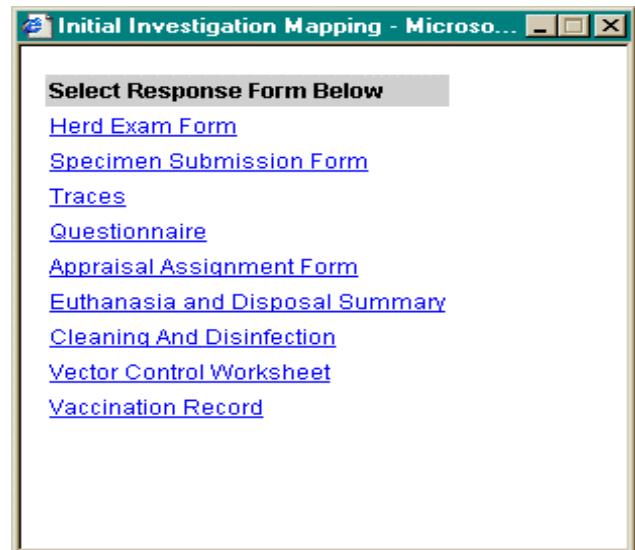 Initial Investigation Mapping - Microso...
Select Response Form Below
Herd Exam Form
Specimen Submission Form
Traces
Questionnaire
Appraisal Assignment Form
Euthanasia and Disposal Summary
Cleaning And Disinfection
Vector Control Worksheet
Vaccination Record